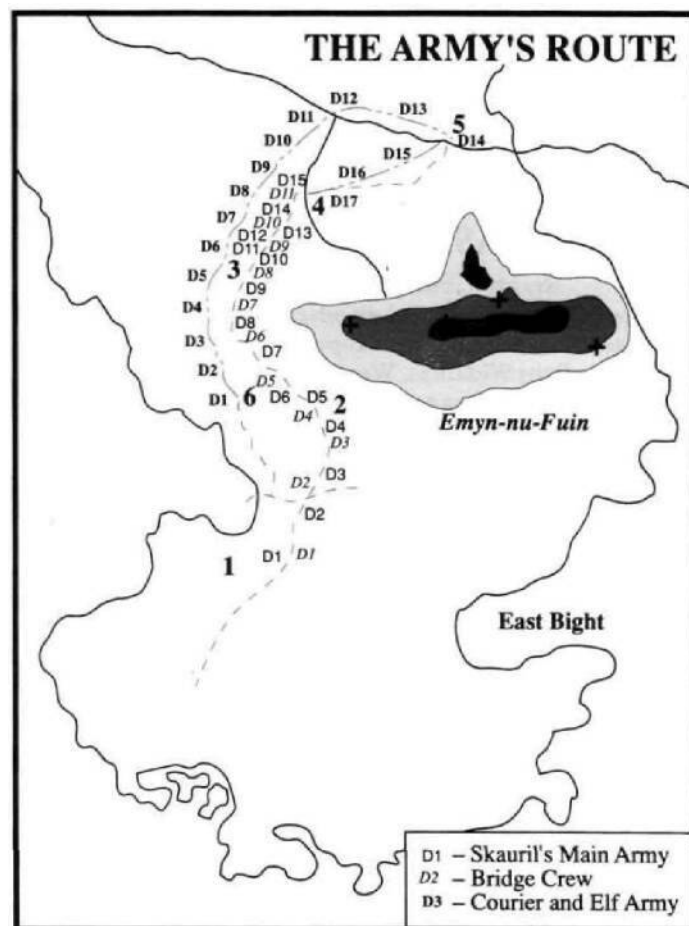 THE ARMY'S ROUTE
D12
D13
D11
5
D14
D10
D15
D9
D16
D15
D8
D11
D17
4
D14
D7
D10
D12
D13
D6
D11
D9
D10
3
D8
D5
D9
D7
D4
D8
D6
D3
D7
D2
D5
D1
6
D6
D5
2
D4
Emyn-nu-Fuin
D4
D3
D3
D2
D2
D1
D1
1
East Bight
D1 – Skauril's Main Army
D2 – Bridge Crew
D3 – Courier and Elf Army